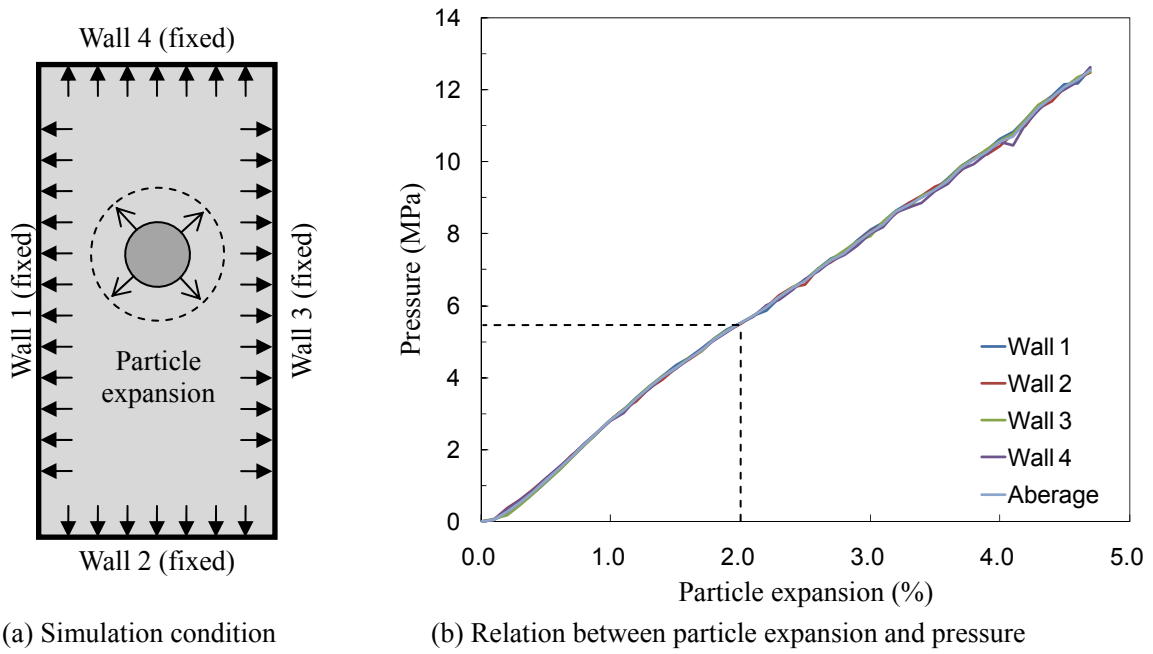 Wall 4 (fixed)
Wall 1 (fixed)
Particle
expansion
Wall 3 (fixed)
Wall 2 (fixed)
(a) Simulation condition
14
12
10
8
6
4
2
0
Pressure (MPa)
0.0 1.0 2.0 3.0 4.0 5.0
Particle expansion (%)
Wall 1
Wall 2
Wall 3
Wall 4
Aberage
(b) Relation between particle expansion and pressure